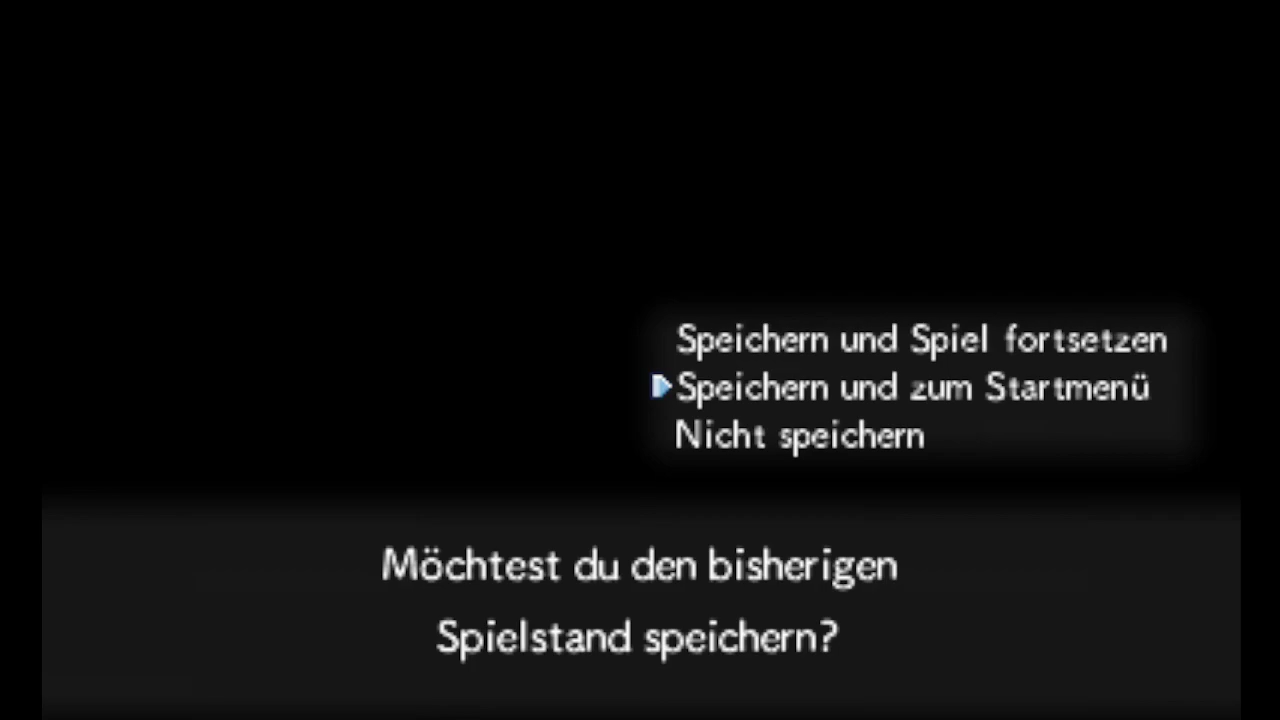 Speichern und Spiel fortsetzen
Speichern und zum Startmenü
Nicht speichern
Möchtest du den bisherigen
Spielstand speichern?